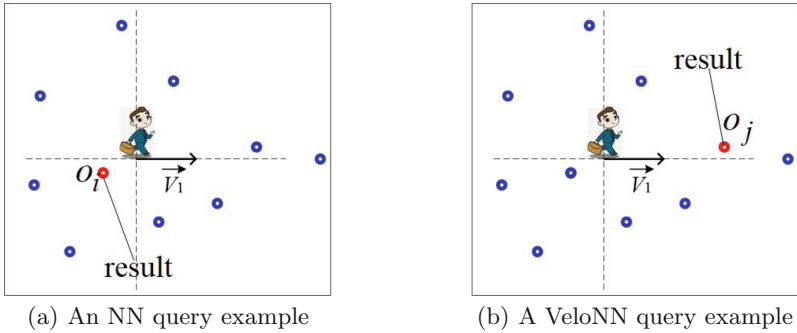 result
o_j
V_1
o_i
V_1
result
(a) An NN query example
(b) A VeloNN query example